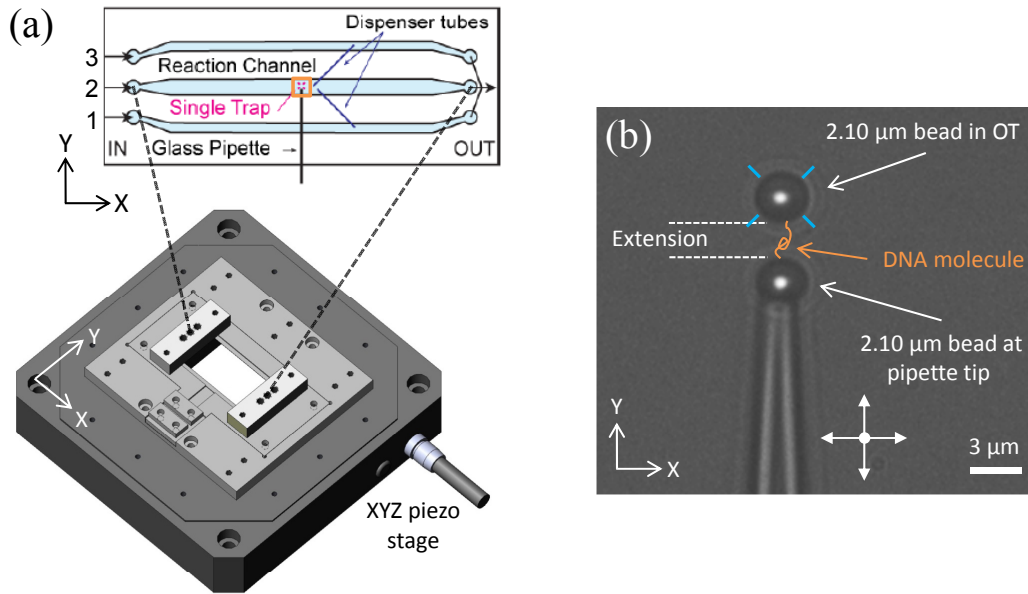 (a)
Dispenser tubes
3
Reaction Channel
2
Single Trap
1
IN
Glass Pipette
OUT
Y
X
Y
X
XYZ piezo
stage
(b)
2.10 µm bead in OT
Extension
DNA molecule
2.10 µm bead at
pipette tip
Y
X
3 µm